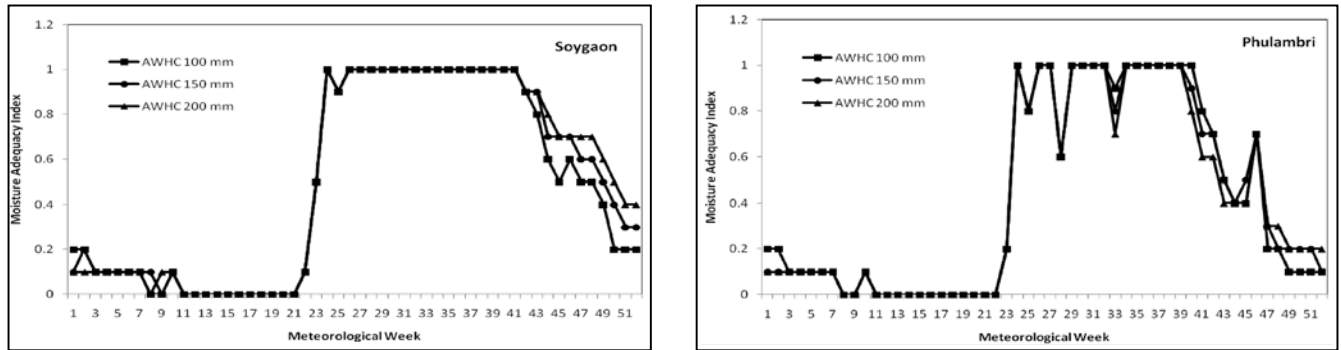 Soygaon
AWHC 100 mm
AWHC 150 mm
AWHC 200 mm
Moisture Adequacy Index
1.2
1
0.8
0.6
0.4
0.2
0
1 3 5 7 9 11 13 15 17 19 21 23 25 27 29 31 33 35 37 39 41 43 45 47 49 51
Meteorological Week
Phulambri
AWHC 100 mm
AWHC 150 mm
AWHC 200 mm
Moisture Adequacy Index
1.2
1
0.8
0.6
0.4
0.2
0
1 3 5 7 9 11 13 15 17 19 21 23 25 27 29 31 33 35 37 39 41 43 45 47 49 51
Meteorological Week